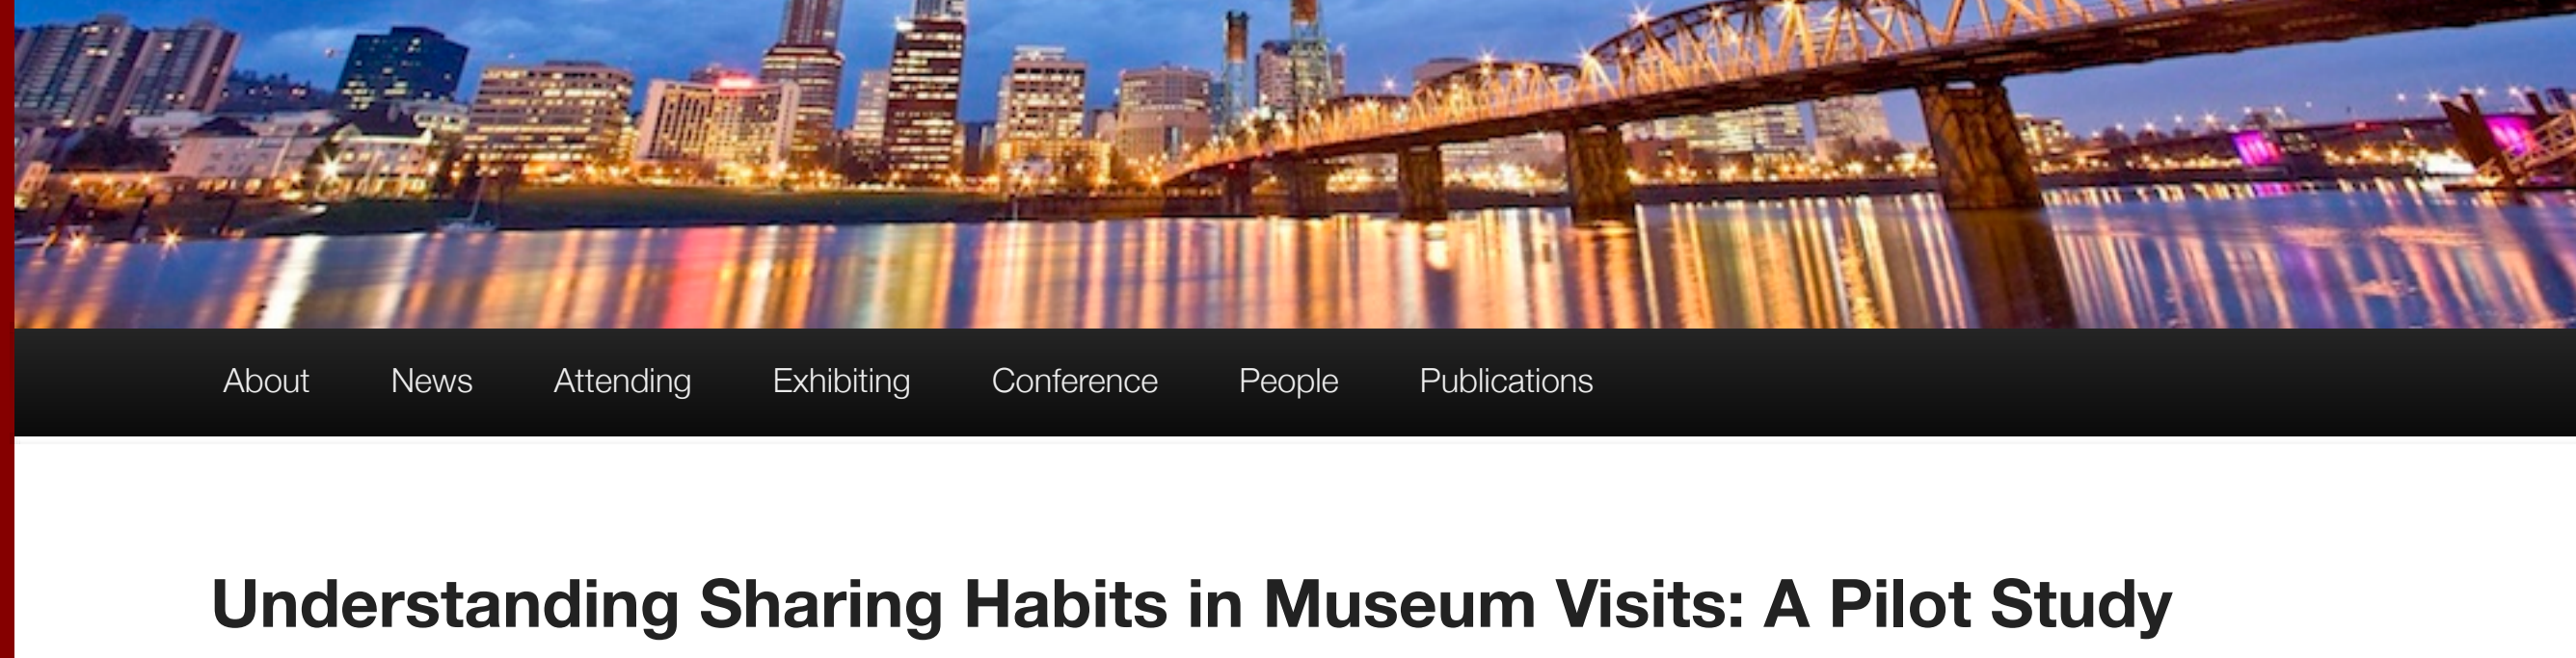 About News Attending Exhibiting Conference People Publications
Understanding Sharing Habits in Museum Visits: A Pilot Study